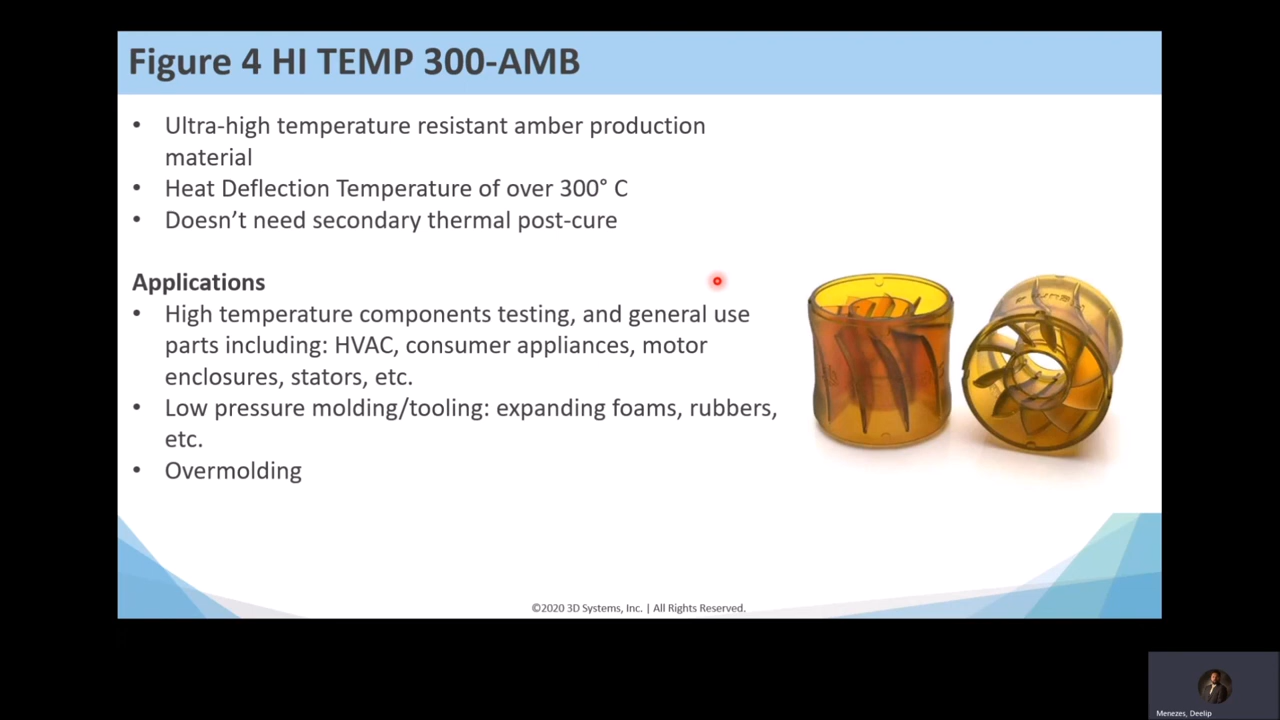 Figure 4 HI TEMP 300-AMB
• Ultra-high temperature resistant amber production
material
• Heat Deflection Temperature of over 300° C
• Doesn’t need secondary thermal post-cure
Applications
• High temperature components testing, and general use
parts including: HVAC, consumer appliances, motor
enclosures, stators, etc.
• Low pressure molding/tooling: expanding foams, rubbers,
etc.
• Overmolding
©2020 3D Systems, Inc. | All Rights Reserved.
Menezes, Deelip